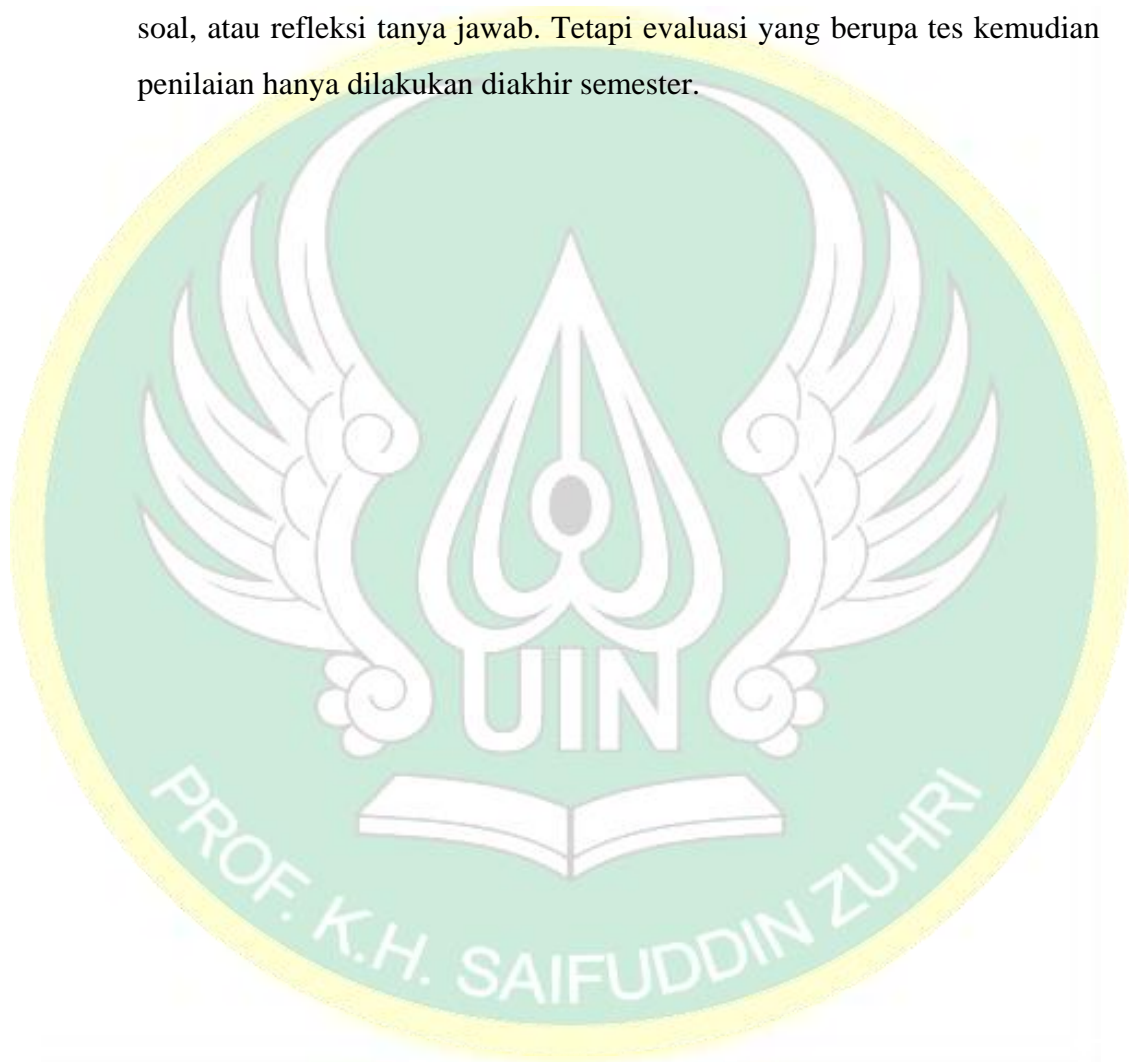 soal, atau refleksi tanya jawab. Tetapi evaluasi yang berupa tes kemudian
penilaian hanya dilakukan diakhir semester.
UIN
PROF. K.H. SAIFUDDIN ZUHRI